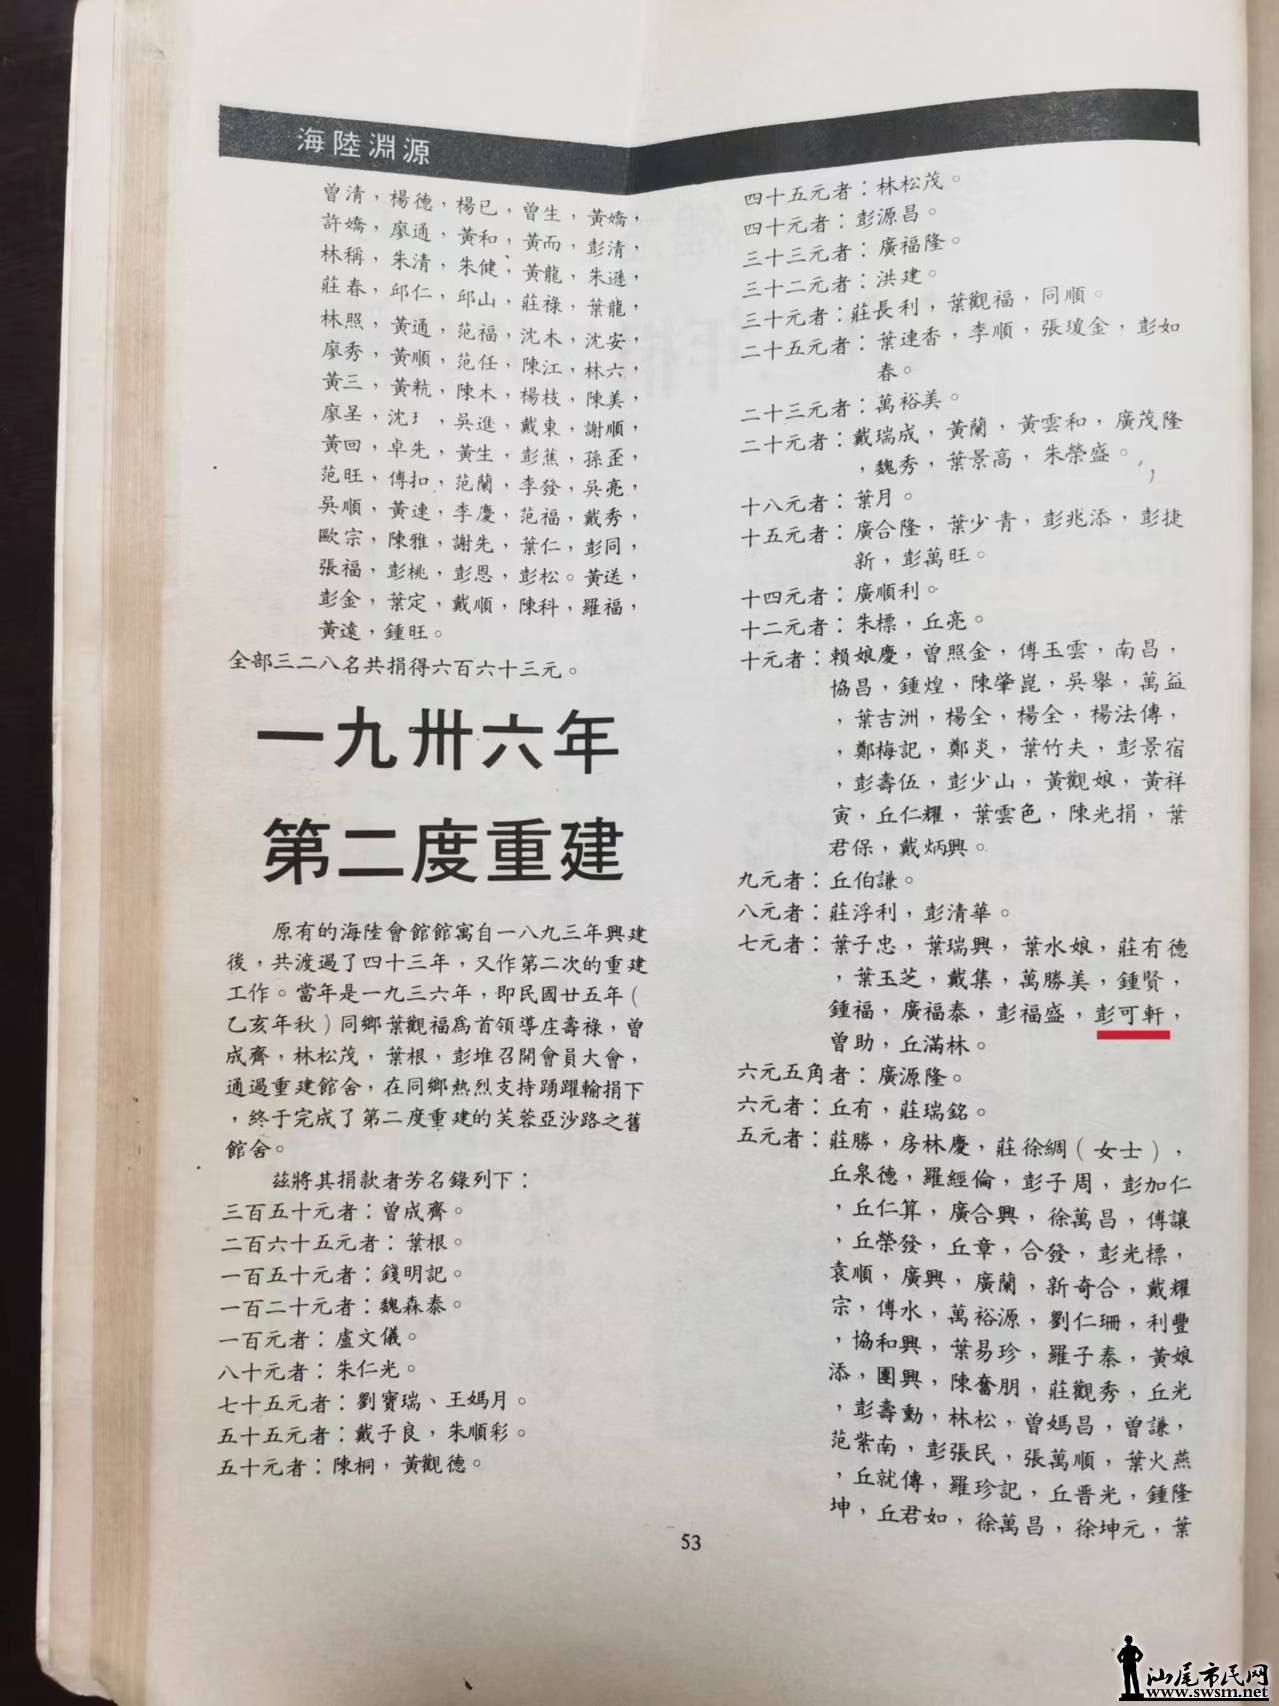 海陸淵源
曾清，楊德，楊已，曾生，黃嬌，
許嬌，廖通，黃和，黃而，彭清，
林稱，朱清，朱健，黃龍，朱遜，
莊春，邱仁，邱山，莊祿，葉龍，
林照，黃通，范福，沈木，沈安，
廖秀，黃順，范任，陳江，林六，
黃三，黃粇，陳木，楊枝，陳美，
廖呈，沈，吳進，戴東，謝順，
黃回，卓先，黃生，彭蕉，孫歪，
范旺，傅扣，范蘭，李發，吳亮，
吳順，黃連，李慶，范福，戴秀，
歐宗，陳雅，謝先，葉仁，彭同，
張福，彭桃，彭恩，彭松。黃送，
彭金，葉定，戴順，陳科，羅福，
黃遠，鍾旺。
全部三二八名共捐得六百六十三元。
一九卅六年
第二度重建
原有的海陸會館館寓自一八九三年興建
後，共渡過了四十三年，又作第二次的重建
工作。當年是一九三六年，即民國廿五年（
乙亥年秋）同鄉葉觀福爲首領導庄壽祿，曾
成齊，林松茂，葉根，彭堆召開會員大會，
通過重建館舍，在同鄉熱烈支持踴躍輸捐下
，終于完成了第二度重建的芙蓉亞沙路之舊
館舍。
茲將其捐款者芳名錄列下：
三百五十元者：曾成齊。
二百六十五元者：葉根。
一百五十元者：錢明記。
一百二十元者：魏森泰。
一百元者：盧文儀。
八十元者：朱仁光。
七十五元者：劉寶瑞、王媽月。
五十五元者：戴子良，朱順彩。
五十元者：陳桐，黃觀德。
四十五元者：林松茂。
四十元者：彭源昌。
三十三元者：廣福隆。
三十二元者：洪建。
三十元者：莊長利，葉觀福，同順。
二十五元者：葉連香，李順，張瓊金，彭如
春。
二十三元者：萬裕美。
二十元者：戴瑞成，黃蘭，黃雲和，廣茂隆
，魏秀，葉景高，朱榮盛。
十八元者：葉月。
十五元者：廣合隆，葉少青，彭兆添，彭捷
新，彭萬旺。
十四元者：廣順利。
十二元者：朱標，丘亮。
十元者：賴娘慶，曾照金，傅玉雲，南昌，
協昌，鍾煌，陳肇崑，吳舉，萬益
，葉吉洲，楊全，楊全，楊法傳，
，鄭梅記，鄭炎，葉竹夫，彭景宿
，彭壽伍，彭少山，黃觀娘，黃祥
寅，丘仁耀，葉雲色，陳光捐，葉
君保，戴炳興。
九元者：丘伯謙。
八元者：莊浮利，彭清華。
七元者：葉子忠，葉瑞興，葉水娘，莊有德
，葉玉芝，戴集，萬勝美，鍾賢，
鍾福，廣福泰，彭福盛，彭可軒，
曾助，丘滿林。
六元五角者：廣源隆。
六元者：丘有，莊瑞銘。
五元者：莊勝，房林慶，莊徐綢（女士），
丘泉德，羅經倫，彭子周，彭加仁
，丘仁算，廣合興，徐萬昌，傅讓
，丘榮發，丘章，合發，彭光標，
袁順，廣興，廣蘭，新奇合，戴耀
宗，傅水，萬裕源，劉仁珊，利豐
，協和興，葉易珍，羅子泰，黃娘
添，團興，陳奮朋，莊觀秀，丘光
，彭壽勳，林松，曾媽昌，曾謙，
范紫南，彭張民，張萬順，葉火燕
，丘就傳，羅珍記，丘晋光，鍾隆
坤，丘君如，徐萬昌，徐坤元，葉
53
汕尾市民网
www.swsm.net